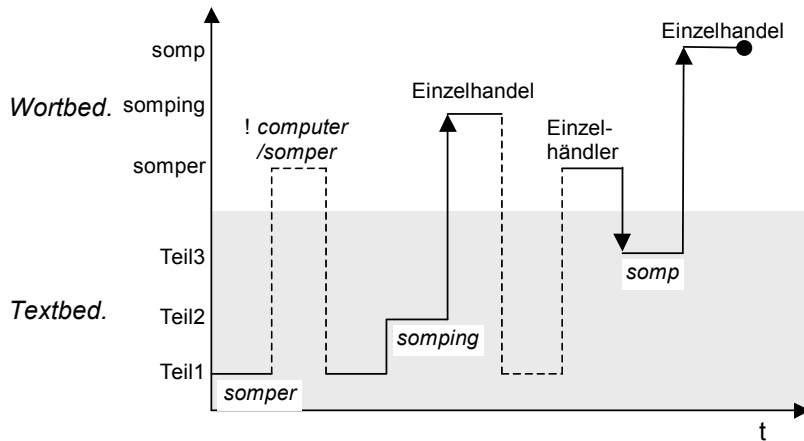 Einzelhandel
somp
Wortbed.
somping
Einzelhandel
! computer
/somper
Einzel-
händler
somper
Teil3
somp
Textbed.
Teil2
somping
Teil1
somper
t